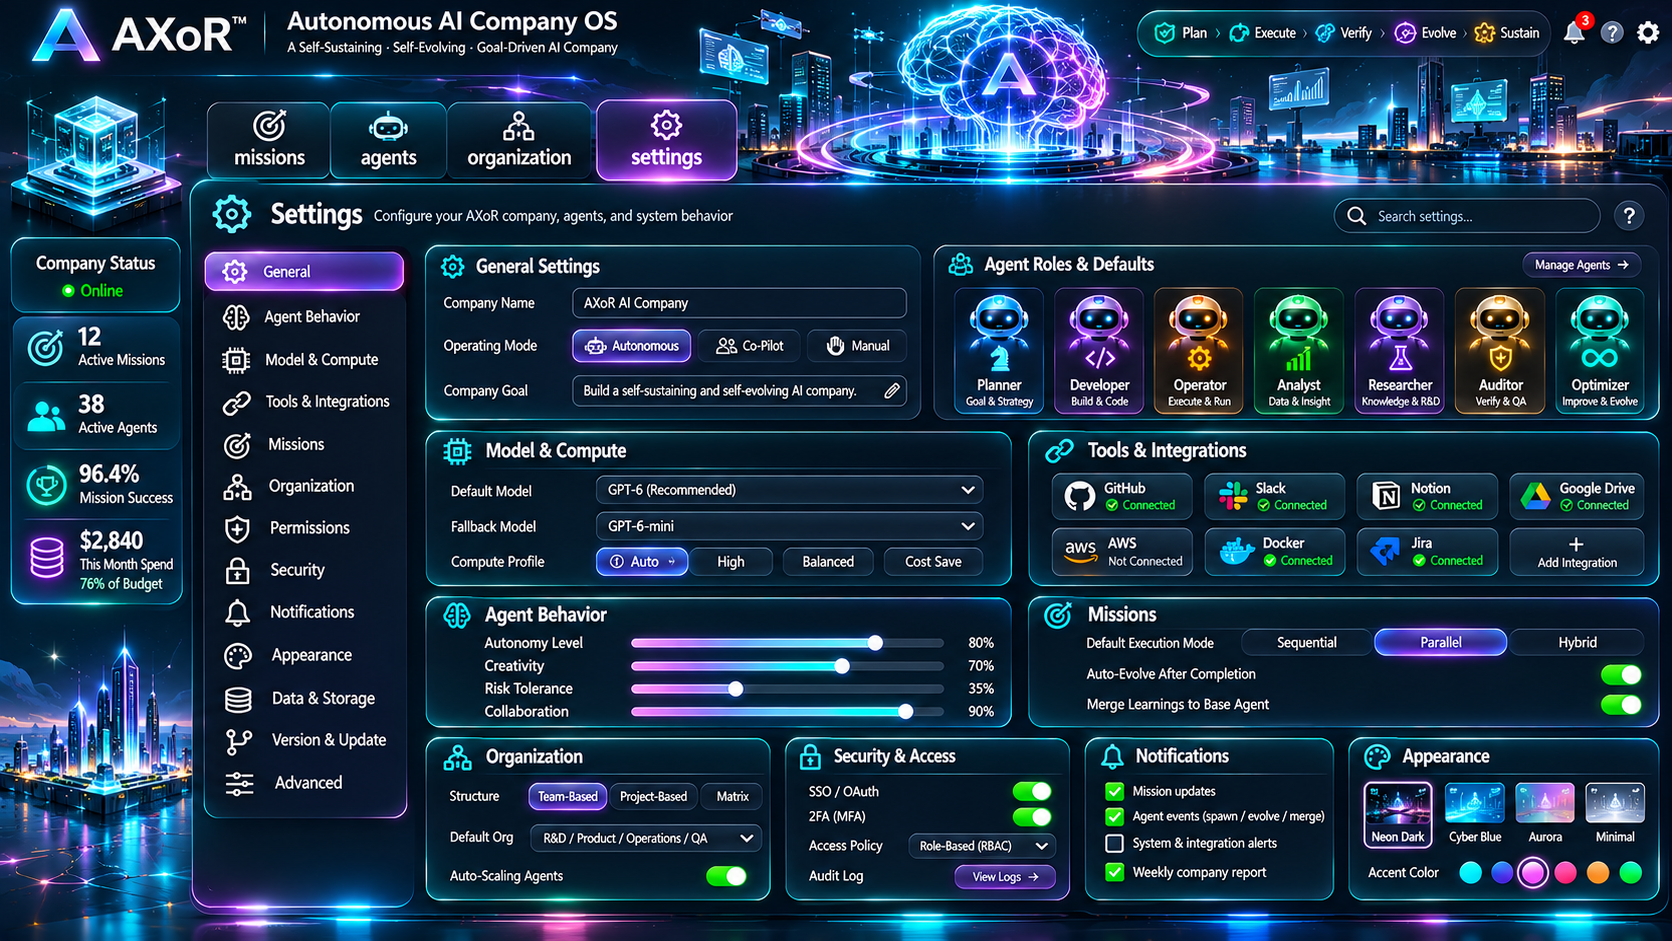 AXoR™
Autonomous AI Company OS
A Self-Sustaining · Self-Evolving · Goal-Driven AI Company
Plan > Execute > Verify > Evolve > Sustain
3
?
A
missions
agents
organization
settings
Settings
Configure your AXoR company, agents, and system behavior
Search settings...
?
Company Status
Online
12
Active Missions
38
Active Agents
96.4%
Mission Success
$2,840
This Month Spend
76% of Budget
General
Agent Behavior
Model & Compute
Tools & Integrations
Missions
Organization
Permissions
Security
Notifications
Appearance
Data & Storage
Version & Update
Advanced
General Settings
Company Name
AXoR AI Company
Operating Mode
Autonomous
Co-Pilot
Manual
Company Goal
Build a self-sustaining and self-evolving AI company.
Agent Roles & Defaults
Manage Agents →
Planner
Goal & Strategy
</>
Developer
Build & Code
Operator
Execute & Run
Analyst
Data & Insight
Researcher
Knowledge & R&D
Auditor
Verify & QA
Optimizer
Improve & Evolve
Model & Compute
Default Model
GPT-6 (Recommended)
Fallback Model
GPT-6-mini
Compute Profile
Auto
High
Balanced
Cost Save
Tools & Integrations
GitHub
Connected
Slack
Connected
Notion
Connected
Google Drive
Connected
aws
AWS
Not Connected
Docker
Connected
Jira
Connected
+
Add Integration
Agent Behavior
Autonomy Level
80%
Creativity
70%
Risk Tolerance
35%
Collaboration
90%
Missions
Default Execution Mode
Sequential
Parallel
Hybrid
Auto-Evolve After Completion
Merge Learnings to Base Agent
Organization
Structure
Team-Based
Project-Based
Matrix
Default Org
R&D / Product / Operations / QA
Auto-Scaling Agents
Security & Access
SSO / OAuth
2FA (MFA)
Access Policy
Role-Based (RBAC)
Audit Log
View Logs →
Notifications
Mission updates
Agent events (spawn / evolve / merge)
System & integration alerts
Weekly company report
Appearance
Neon Dark
Cyber Blue
Aurora
Minimal
Accent Color